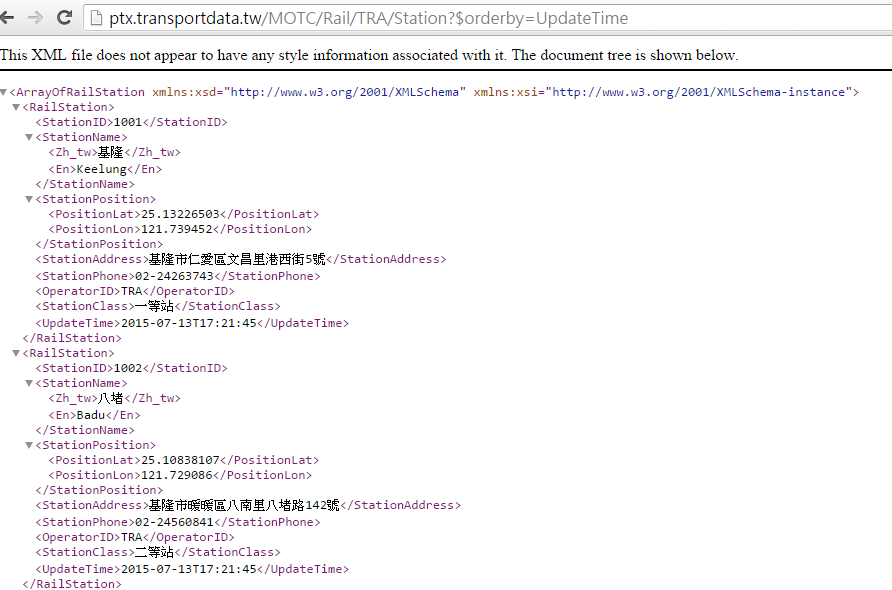 ptx.transportdata.tw/MOTC/Rail/TRA/Station?$orderby=UpdateTime
This XML file does not appear to have any style information associated with it. The document tree is shown below.
<ArrayOfRailStation xmlns:xsd="http://www.w3.org/2001/XMLSchema" xmlns:xsi="http://www.w3.org/2001/XMLSchema-instance">
<RailStation>
<StationID>1001</StationID>
<StationName>
<Zh_tw>基隆</Zh_tw>
<En>Keelung</En>
</StationName>
<StationPosition>
<PositionLat>25.13226503</PositionLat>
<PositionLon>121.739452</PositionLon>
</StationPosition>
<StationAddress>基隆市仁愛區文昌里港西街5號</StationAddress>
<StationPhone>02-24263743</StationPhone>
<OperatorID>TRA</OperatorID>
<StationClass>一等站</StationClass>
<UpdateTime>2015-07-13T17:21:45</UpdateTime>
</RailStation>
<RailStation>
<StationID>1002</StationID>
<StationName>
<Zh_tw>八堵</Zh_tw>
<En>Badu</En>
</StationName>
<StationPosition>
<PositionLat>25.10838107</PositionLat>
<PositionLon>121.729086</PositionLon>
</StationPosition>
<StationAddress>基隆市暖暖區八南里八堵路142號</StationAddress>
<StationPhone>02-24560841</StationPhone>
<OperatorID>TRA</OperatorID>
<StationClass>二等站</StationClass>
<UpdateTime>2015-07-13T17:21:45</UpdateTime>
</RailStation>